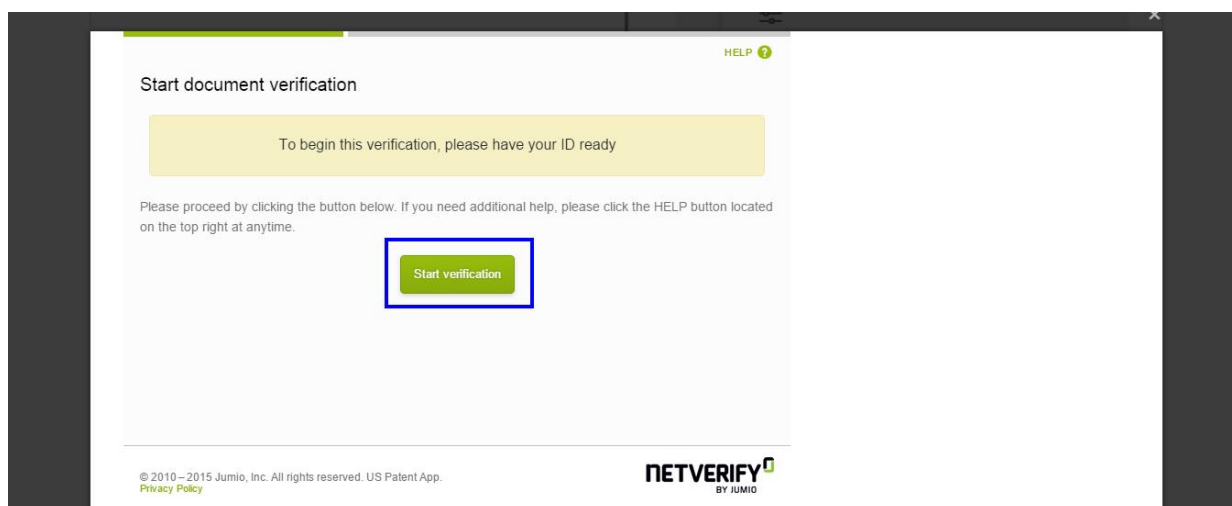 HELP ?
Start document verification
To begin this verification, please have your ID ready
Please proceed by clicking the button below. If you need additional help, please click the HELP button located
on the top right at anytime.
Start verification
© 2010–2015 Jumio, Inc. All rights reserved. US Patent App.
Privacy Policy
NETVERIFY
BY JUMIO